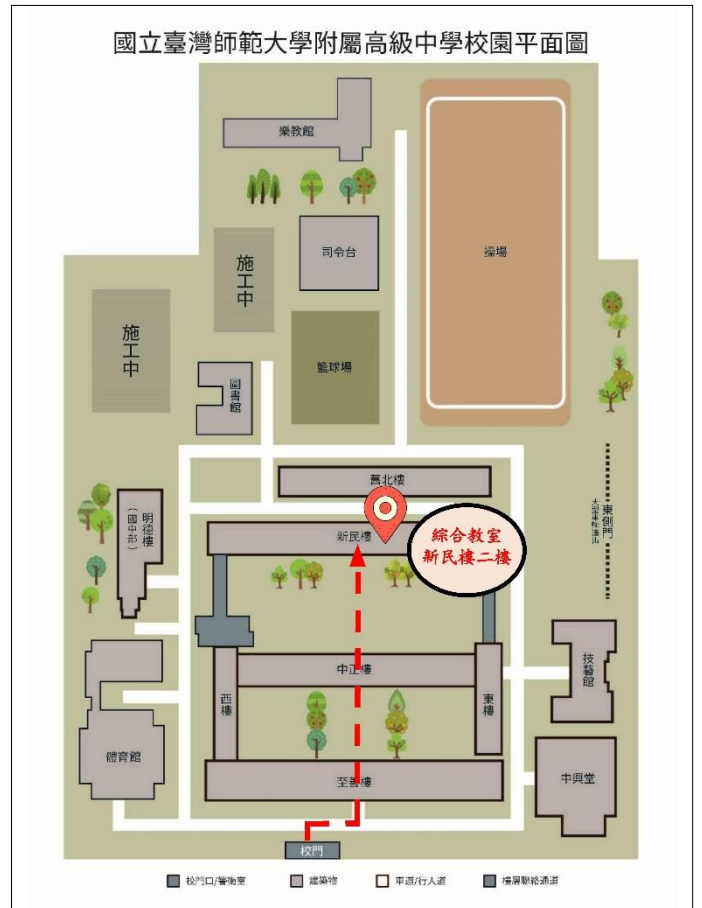 國立臺灣師範大學附屬高級中學校園平面圖
樂教館
司令台
操場
施工中
施工中
籃球場
圖書館
舊北樓
明德樓
(國中部)
新民樓
綜合教室
新民樓二樓
東側門
大型車輛進出
中正樓
西樓
東樓
技藝館
體育館
至善樓
中興堂
校門
校門口/警衛室
建築物
車道/行人道
樓層聯絡通道